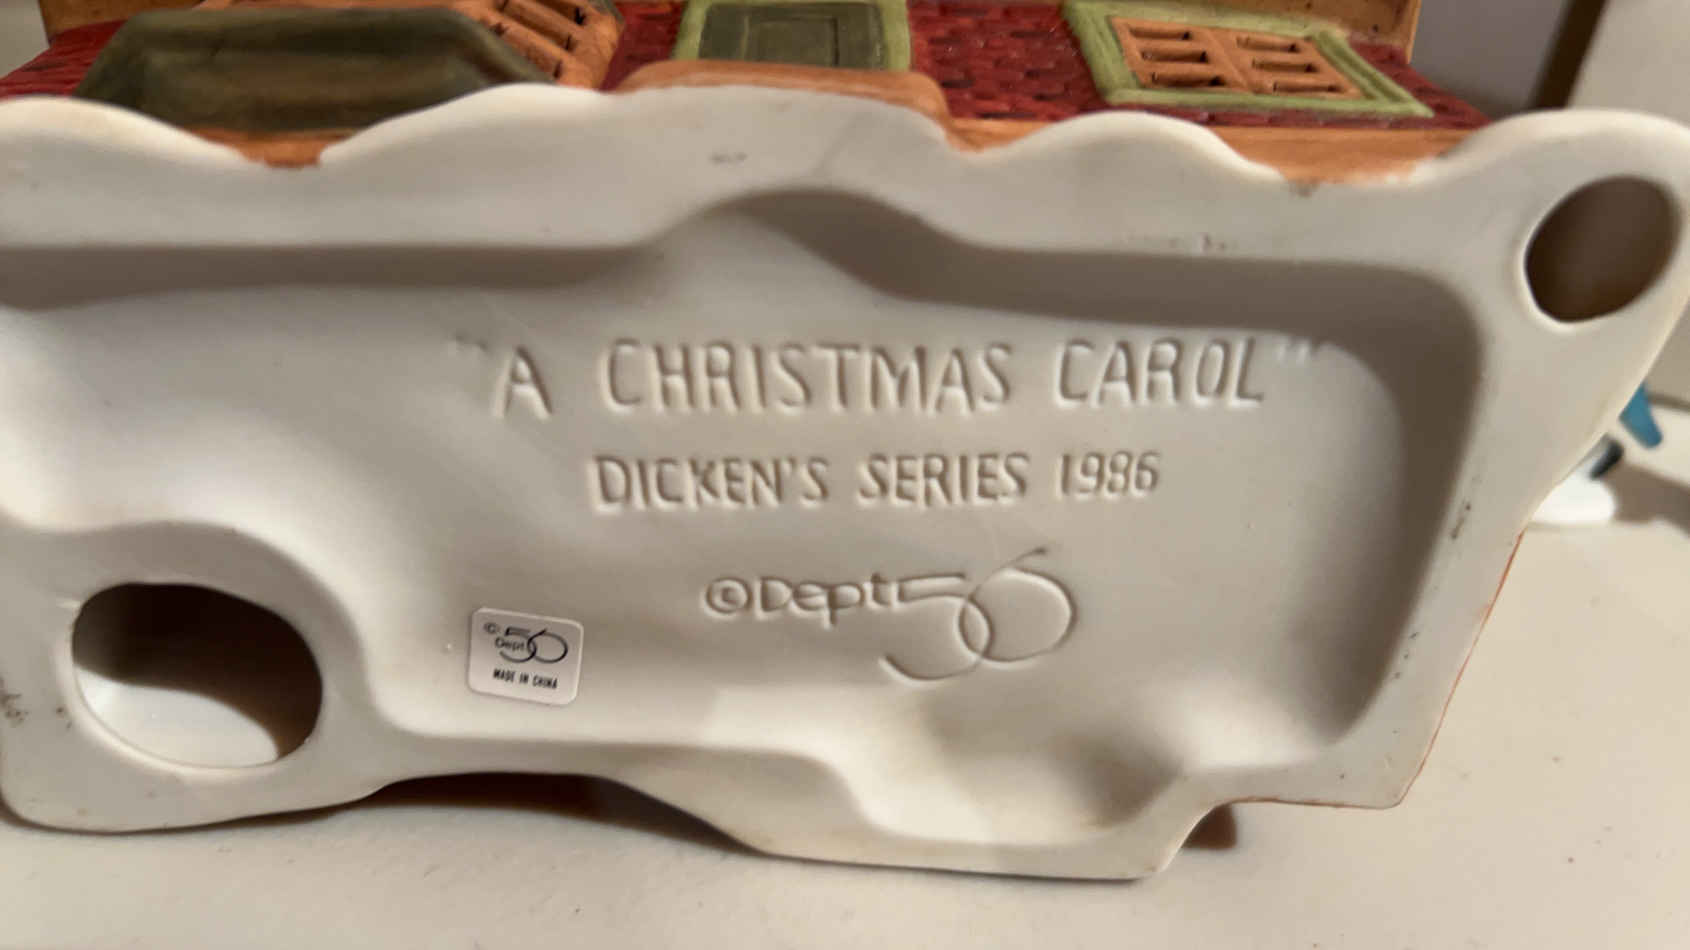 "A CHRISTMAS CAROL"
DICKEN'S SERIES 1986
© Dept 56
© Dept 56
MADE IN CHINA